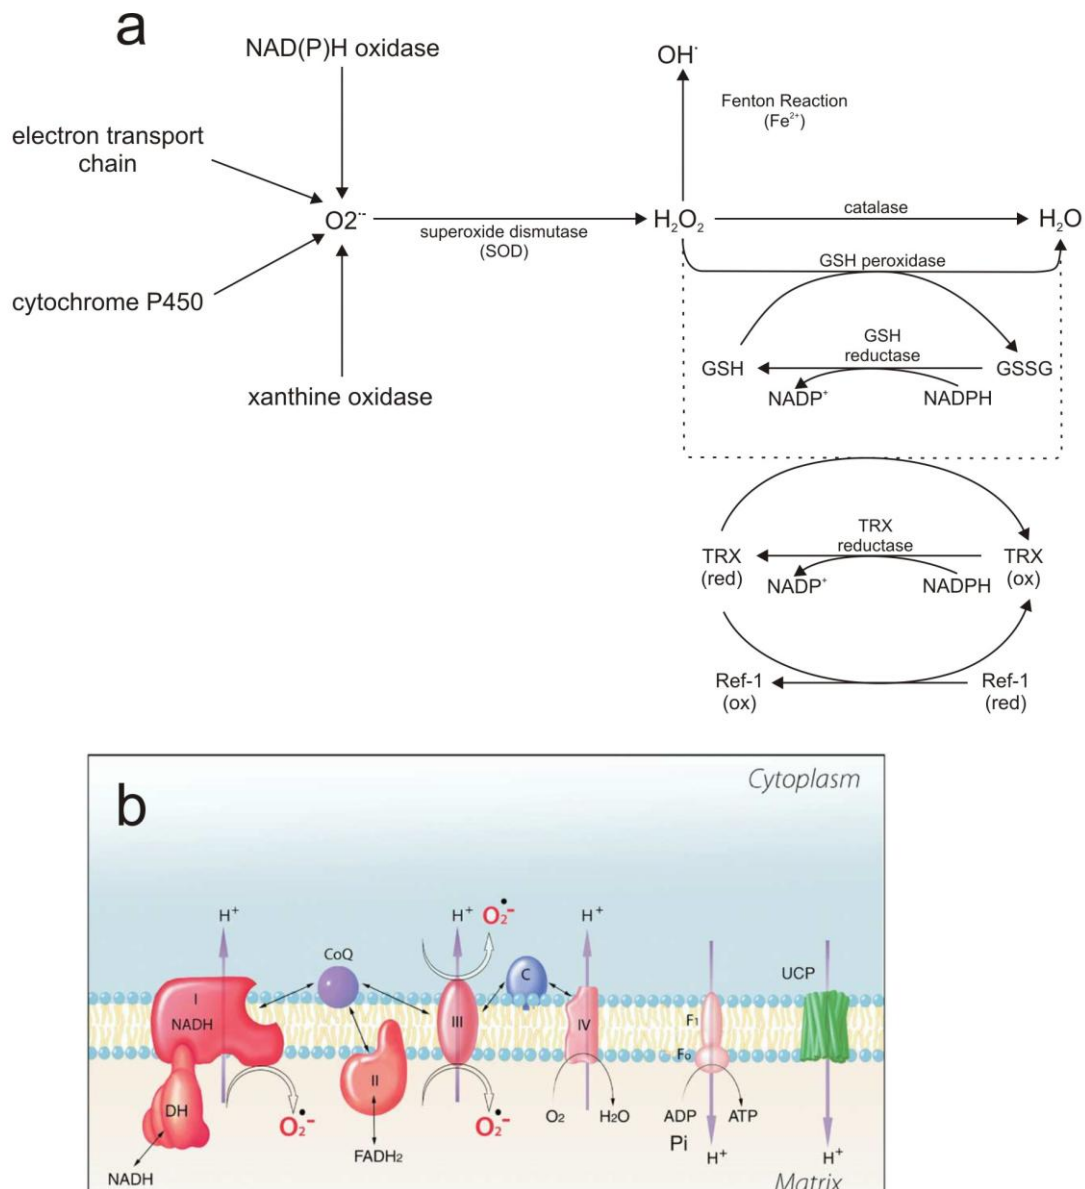 a
NAD(P)H oxidase
electron transport
chain
O2˙˙⁻
cytochrome P450
xanthine oxidase
superoxide dismutase
(SOD)
OH˙
Fenton Reaction
(Fe²⁺)
H₂O₂
catalase
H₂O
GSH peroxidase
GSH
GSH
reductase
GSSG
NADP⁺
NADPH
TRX
(red)
TRX
reductase
TRX
(ox)
NADP⁺
NADPH
Ref-1
(ox)
Ref-1
(red)
b
Cytoplasm
H⁺
CoQ
H⁺
O₂˙⁻
C
H⁺
UCP
I
NADH
III
IV
F₁
F₀
DH
II
O₂˙⁻
O₂˙⁻
O₂
H₂O
ADP
ATP
Pi
NADH
FADH₂
H⁺
H⁺
Matrix